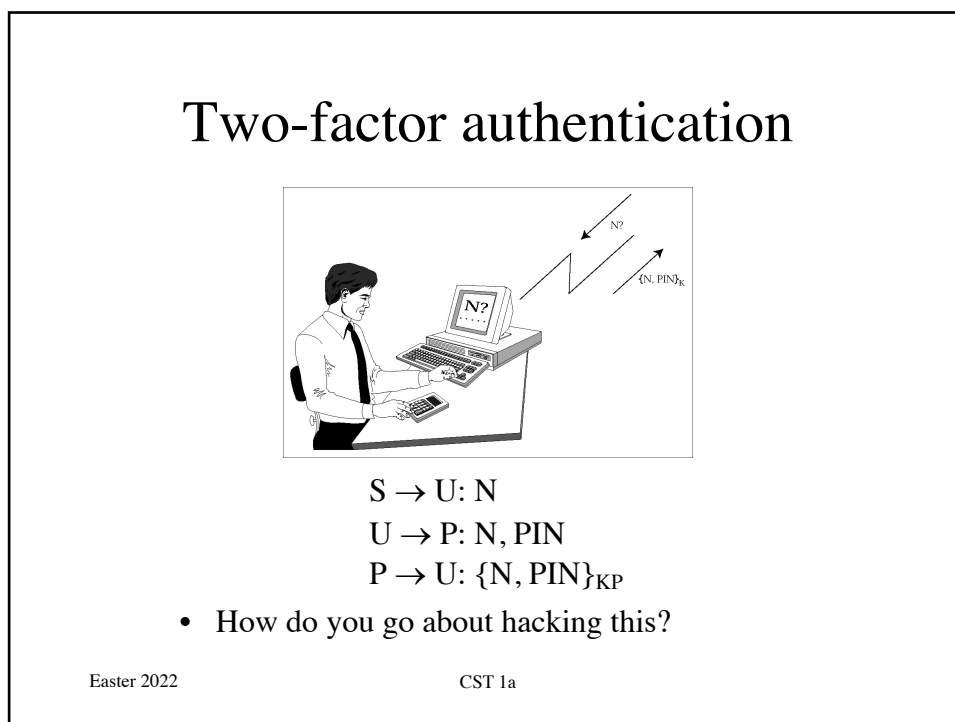 Two-factor authentication
N?
{N, PIN}K
N?
S → U: N
U → P: N, PIN
P → U: {N, PIN}KP
• How do you go about hacking this?
Easter 2022
CST 1a